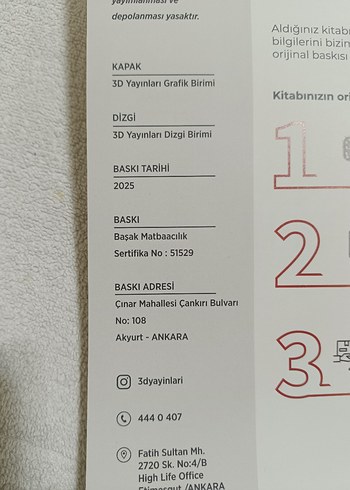 yayımlanması ve
depolanması yasaktır.
KAPAK
3D Yayınları Grafik Birimi
DİZGİ
3D Yayınları Dizgi Birimi
BASKI TARİHİ
2025
BASKI
Başak Matbaacılık
Sertifika No : 51529
BASKI ADRESİ
Çınar Mahallesi Çankırı Bulvarı
No: 108
Akyurt - ANKARA
3dyayinlari
444 0 407
Fatih Sultan Mh.
2720 Sk. No:4/B
High Life Office
Etimesgut /ANKARA
Aldığınız
bilgilerini
orijinal baskısı
Kitabınızın
1
2
3